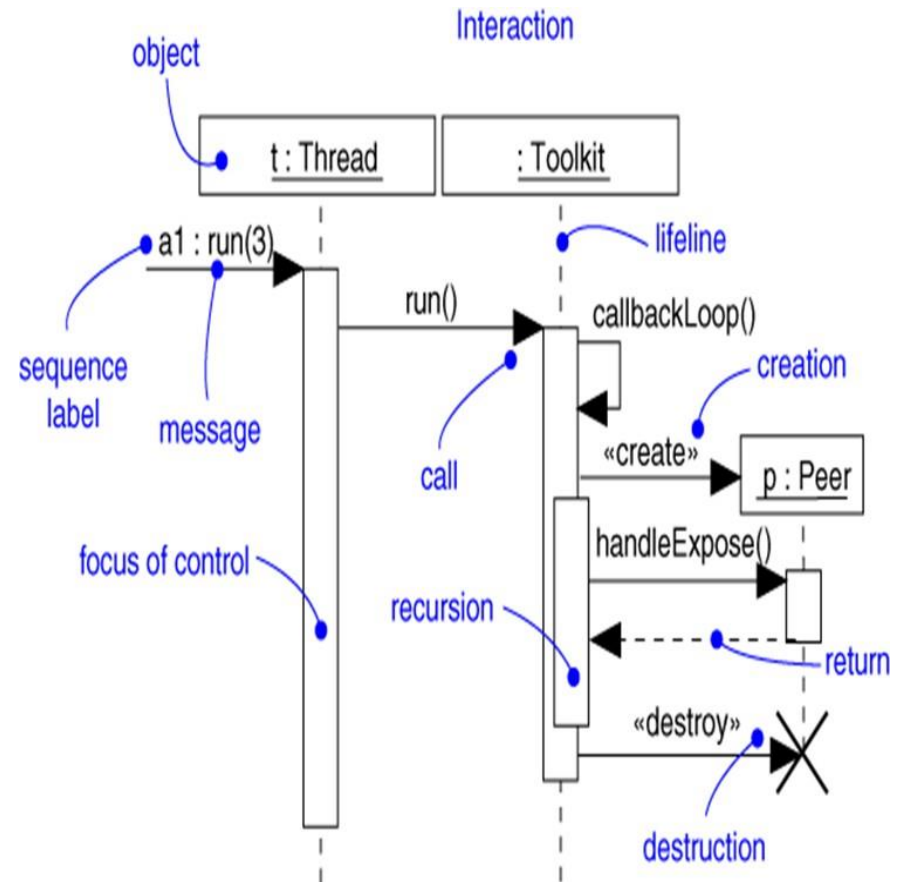 Interaction
object
t : Thread
: Toolkit
a1 : run(3)
lifeline
run()
callbackLoop()
sequence
label
message
creation
call
«create»
p : Peer
handleExpose()
focus of control
recursion
return
«destroy»
destruction